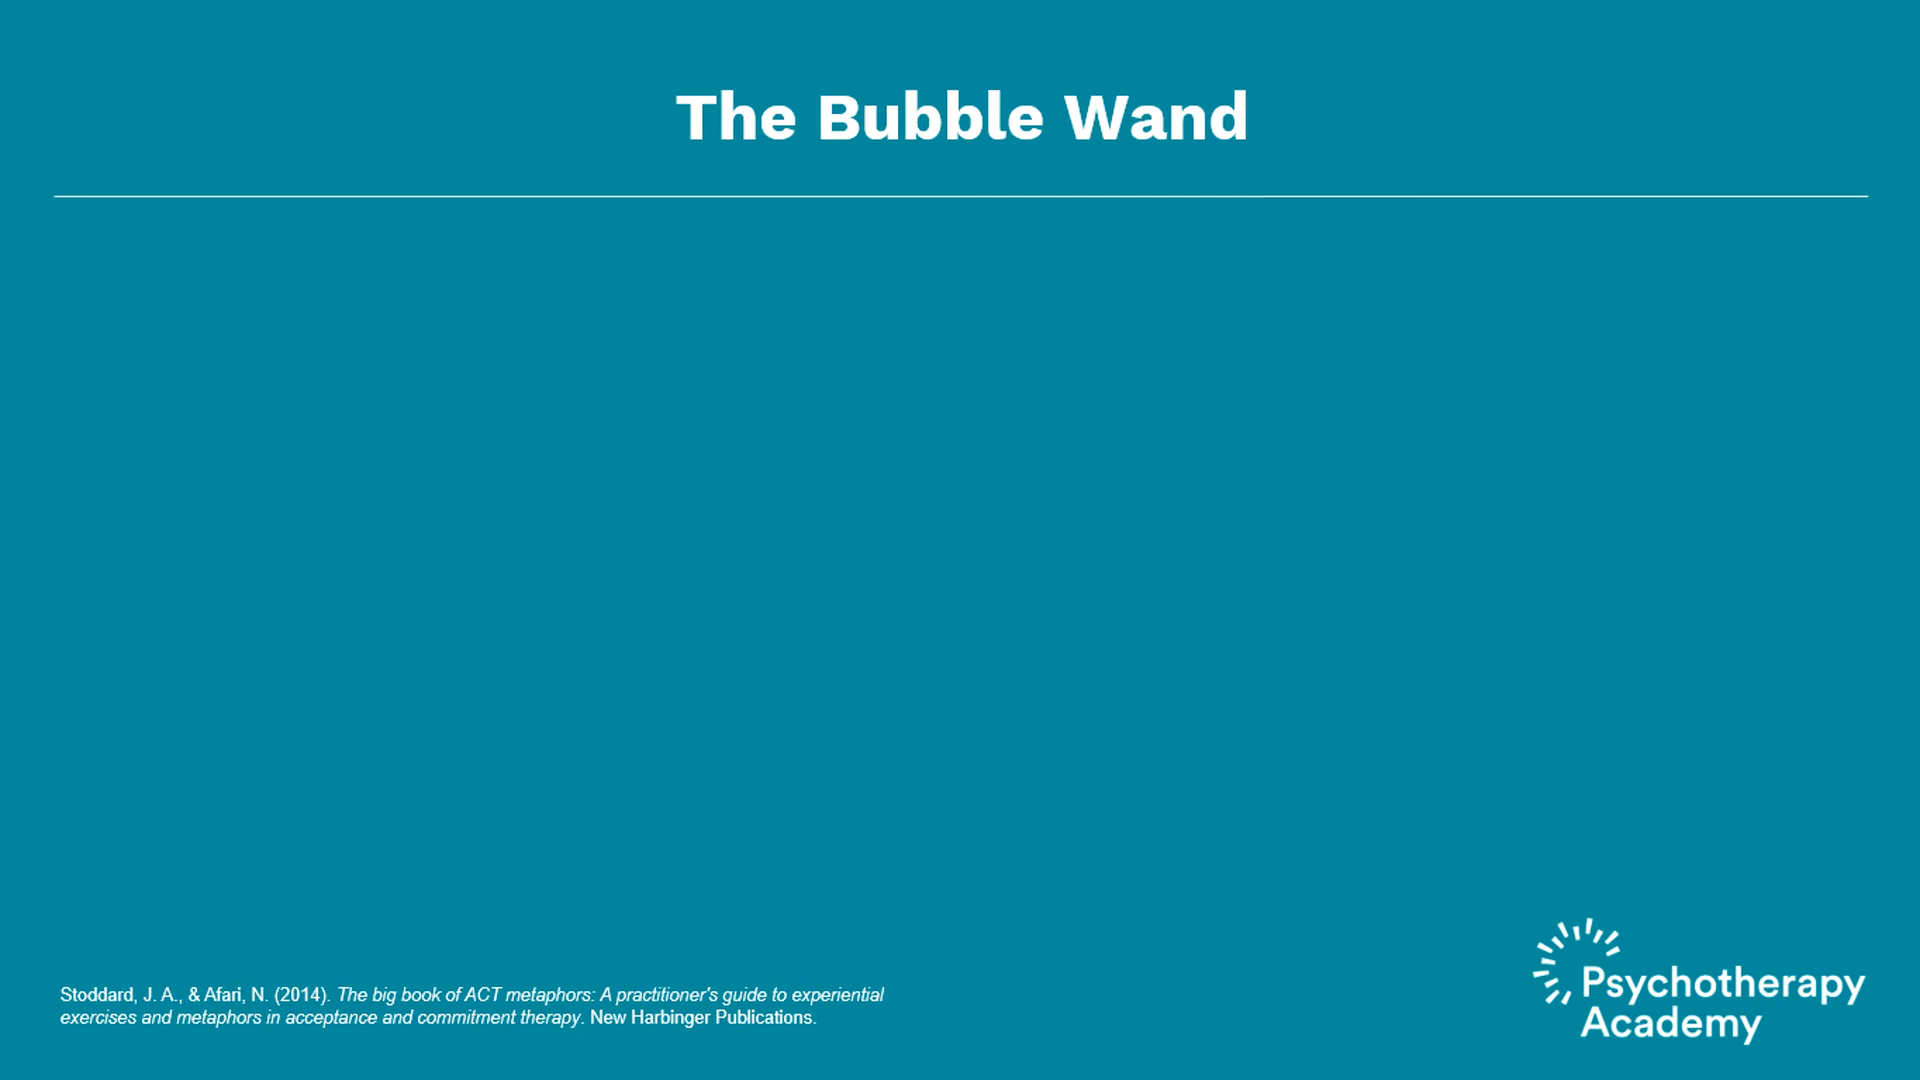 The Bubble Wand
Stoddard, J. A., & Afari, N. (2014). The big book of ACT metaphors: A practitioner's guide to experiential
exercises and metaphors in acceptance and commitment therapy. New Harbinger Publications.
Psychotherapy
Academy